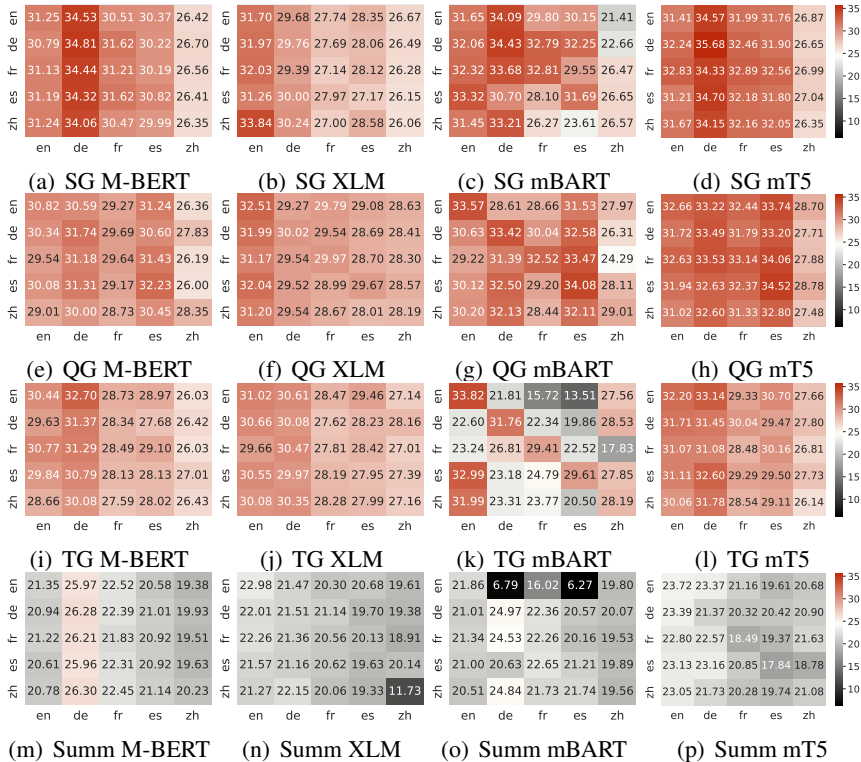 en 31.25 34.53 30.51 30.37 26.42 en 31.70 29.68 27.74 28.35 26.67 en 31.65 34.09 29.80 30.15 21.41 en 31.41 34.57 31.99 31.76 26.87 35
de 30.79 34.81 31.62 30.22 26.70 de 31.97 29.76 27.69 28.06 26.49 de 32.06 34.43 32.79 32.25 22.66 de 32.24 35.68 32.46 31.90 26.65 30
fr 31.13 34.44 31.21 30.19 26.56 fr 32.03 29.39 27.14 28.12 26.28 fr 32.32 33.68 32.81 29.55 26.47 fr 32.83 34.33 32.89 32.56 26.99 25 20
es 31.19 34.32 31.62 30.82 26.41 es 31.26 30.00 27.97 27.17 26.15 es 33.32 30.70 28.10 31.69 26.65 es 31.21 34.70 32.18 31.80 27.04 15
zh 31.24 34.06 30.47 29.99 26.35 zh 33.84 30.24 27.00 28.58 26.06 zh 31.45 33.21 26.27 23.61 26.57 zh 31.67 34.15 32.16 32.05 26.35 10
en de fr es zh en de fr es zh en de fr es zh en de fr es zh
(a) SG M-BERT (b) SG XLM (c) SG mBART (d) SG mT5
en 30.82 30.59 29.27 31.24 26.36 en 32.51 29.27 29.79 29.08 28.63 en 33.57 28.61 28.66 31.53 27.97 en 32.66 33.22 32.44 33.74 28.70 35
de 30.34 31.74 29.69 30.60 27.83 de 31.99 30.02 29.54 28.69 28.41 de 30.63 33.42 30.04 32.58 26.31 de 31.72 33.49 31.79 33.20 27.71 30
fr 29.54 31.18 29.64 31.43 26.19 fr 31.17 29.54 29.97 28.70 28.30 fr 29.22 31.39 32.52 33.47 24.29 fr 32.63 33.53 33.14 34.06 27.88 25 20
es 30.08 31.31 29.17 32.23 26.00 es 32.04 29.52 28.99 29.67 28.57 es 30.12 32.50 29.20 34.08 28.11 es 31.94 32.63 32.37 34.52 28.78 15
zh 29.01 30.00 28.73 30.45 28.35 zh 31.20 29.54 28.67 28.01 28.19 zh 30.20 32.13 28.44 32.11 29.01 zh 31.02 32.60 31.33 32.80 27.48 10
en de fr es zh en de fr es zh en de fr es zh en de fr es zh
(e) QG M-BERT (f) QG XLM (g) QG mBART (h) QG mT5
en 30.44 32.70 28.73 28.97 26.03 en 31.02 30.61 28.47 29.46 27.14 en 33.82 21.81 15.72 13.51 27.56 en 32.20 33.14 29.33 30.70 27.66 35
de 29.63 31.37 28.34 27.68 26.42 de 30.66 30.08 27.62 28.23 28.16 de 22.60 31.76 22.34 19.86 28.53 de 31.71 31.45 30.04 29.47 27.80 30
fr 30.77 31.29 28.49 29.10 26.03 fr 29.66 30.47 27.81 28.42 27.01 fr 23.24 26.81 29.41 22.52 17.83 fr 31.07 31.08 28.48 30.16 26.81 25 20
es 29.84 30.79 28.13 28.13 27.01 es 30.55 29.97 28.19 27.95 27.39 es 32.99 23.18 24.79 29.61 27.85 es 31.11 32.60 29.29 29.50 27.73 15
zh 28.66 30.08 27.59 28.02 26.43 zh 30.08 30.35 28.28 27.99 27.16 zh 31.99 23.31 23.77 20.50 28.19 zh 30.06 31.78 28.54 29.11 26.14 10
en de fr es zh en de fr es zh en de fr es zh en de fr es zh
(i) TG M-BERT (j) TG XLM (k) TG mBART (l) TG mT5
en 21.35 25.97 22.52 20.58 19.38 en 22.98 21.47 20.30 20.68 19.61 en 21.86 6.79 16.02 6.27 19.80 en 23.72 23.37 21.16 19.61 20.68 35
de 20.94 26.28 22.39 21.01 19.93 de 22.01 21.51 21.14 19.70 19.38 de 21.01 24.97 22.36 20.57 20.07 de 23.39 21.37 20.32 20.42 20.90 30
fr 21.22 26.21 21.83 20.92 19.51 fr 22.26 21.36 20.56 20.13 18.91 fr 21.34 24.53 22.26 20.16 19.53 fr 22.80 22.57 18.49 19.37 21.63 25 20
es 20.61 25.96 22.31 20.92 19.63 es 21.57 21.16 20.62 19.63 20.14 es 21.00 20.63 22.65 21.21 19.89 es 23.13 23.16 20.85 17.84 18.78 15
zh 20.78 26.30 22.45 21.14 20.23 zh 21.27 22.15 20.06 19.33 11.73 zh 20.51 24.84 21.73 21.74 19.56 zh 23.05 21.73 20.28 19.74 21.08 10
en de fr es zh en de fr es zh en de fr es zh en de fr es zh
(m) Summ M-BERT (n) Summ XLM (o) Summ mBART (p) Summ mT5